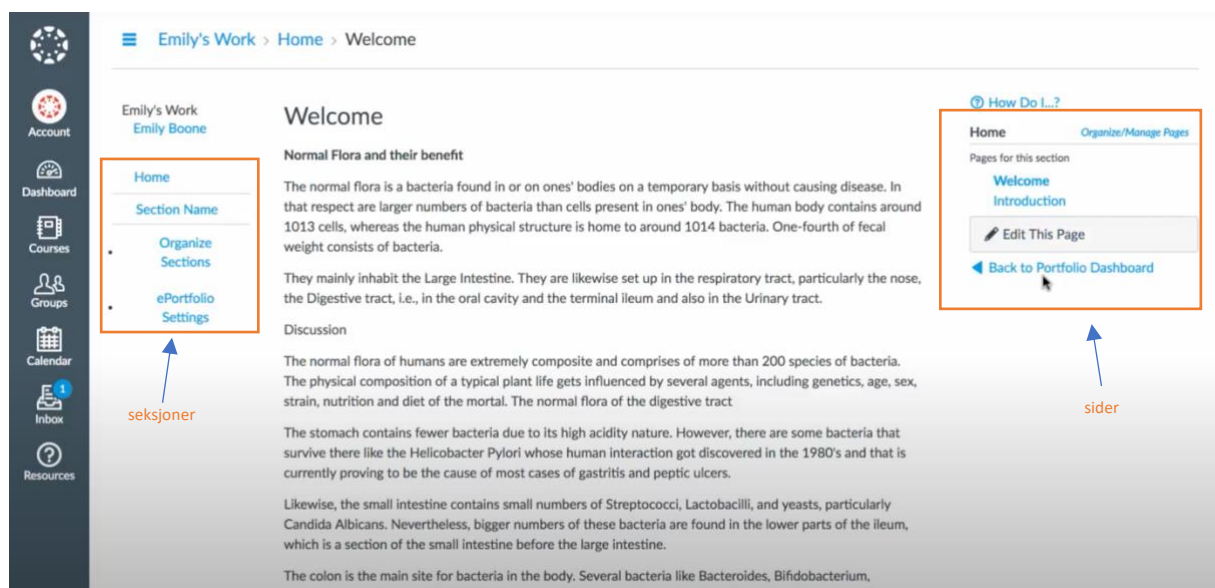 Emily's Work > Home > Welcome
Account
Dashboard
Courses
Groups
Calendar
1
Inbox
Resources
Emily's Work
Emily Boone
Home
Section Name
Organize
Sections
ePortfolio
Settings
seksjoner
Welcome
Normal Flora and their benefit
The normal flora is a bacteria found in or on ones' bodies on a temporary basis without causing disease. In
that respect are larger numbers of bacteria than cells present in ones' body. The human body contains around
1013 cells, whereas the human physical structure is home to around 1014 bacteria. One-fourth of fecal
weight consists of bacteria.
They mainly inhabit the Large Intestine. They are likewise set up in the respiratory tract, particularly the nose,
the Digestive tract, i.e., in the oral cavity and the terminal ileum and also in the Urinary tract.
Discussion
The normal flora of humans are extremely composite and comprises of more than 200 species of bacteria.
The physical composition of a typical plant life gets influenced by several agents, including genetics, age, sex,
strain, nutrition and diet of the mortal. The normal flora of the digestive tract
The stomach contains fewer bacteria due to its high acidity nature. However, there are some bacteria that
survive there like the Helicobacter Pylori whose human interaction got discovered in the 1980's and that is
currently proving to be the cause of most cases of gastritis and peptic ulcers.
Likewise, the small intestine contains small numbers of Streptococci, Lactobacilli, and yeasts, particularly
Candida Albicans. Nevertheless, bigger numbers of these bacteria are found in the lower parts of the ileum,
which is a section of the small intestine before the large intestine.
The colon is the main site for bacteria in the body. Several bacteria like Bacteroides, Bifidobacterium,
How Do I...?
Home Organize/Manage Pages
Pages for this section
Welcome
Introduction
Edit This Page
Back to Portfolio Dashboard
sider